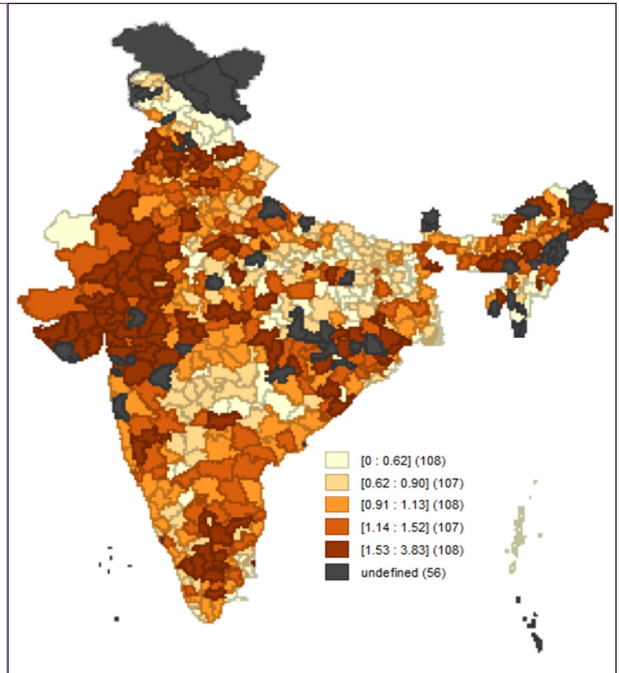 [0 : 0.62] (108)
[0.62 : 0.90] (107)
[0.91 : 1.13] (108)
[1.14 : 1.52] (107)
[1.53 : 3.83] (108)
undefined (56)